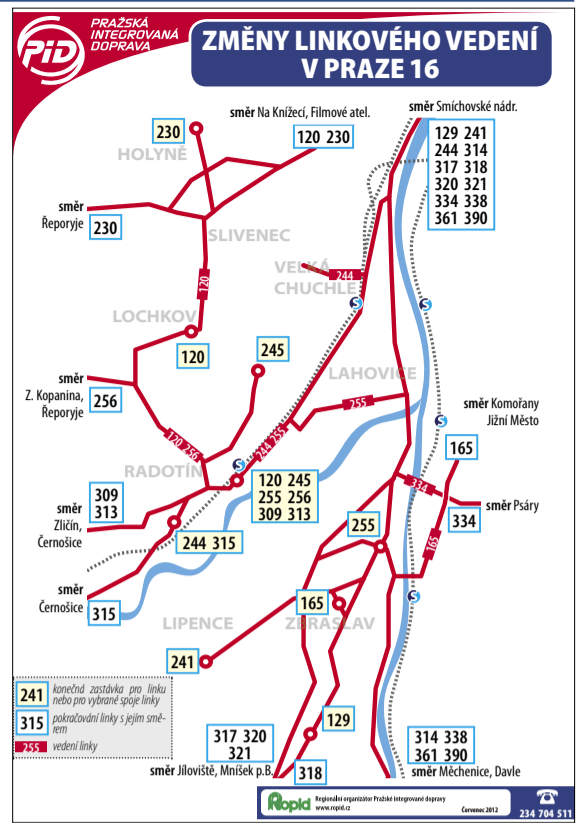 PiD
PRAŽSKÁ
INTEGROVANÁ
DOPRAVA
ZMĚNY LINKOVÉHO VEDENÍ
V PRAZE 16
směr Na Knížecí, Filmové atel.
120 230
směr Smíchovské nádr.
129 241
244 314
317 318
320 321
334 338
361 390
230
HOLYNĚ
směr
Řeporyje
230
SLIVENEC
VELKÁ
CHUCHLE
244
120
S
S
LOCHKOV
120
245
LAHOVICE
směr
Z. Kopanina,
Řeporyje
256
255
směr Komořany
Jižní Město
165
120 256
244 255
S
S
RADOTÍN
309
313
směr
Zličín,
Černošice
120 245
255 256
309 313
334
směr Psáry
334
244 315
255
165
směr
Černošice
315
S
165
LIPENCE
ZBRASLAV
241
129
317 320
321
směr Jíloviště, Mníšek p.B.
318
314 338
361 390
směr Měchenice, Davle
241
konečná zastávka pro linku
nebo pro vybrané spoje linky
315
pokračování linky s jejím smě-
rem
255
vedení linky
Ropid
Regionální organizátor Pražské integrované dopravy
www.ropid.cz
Červenec 2012
234 704 511